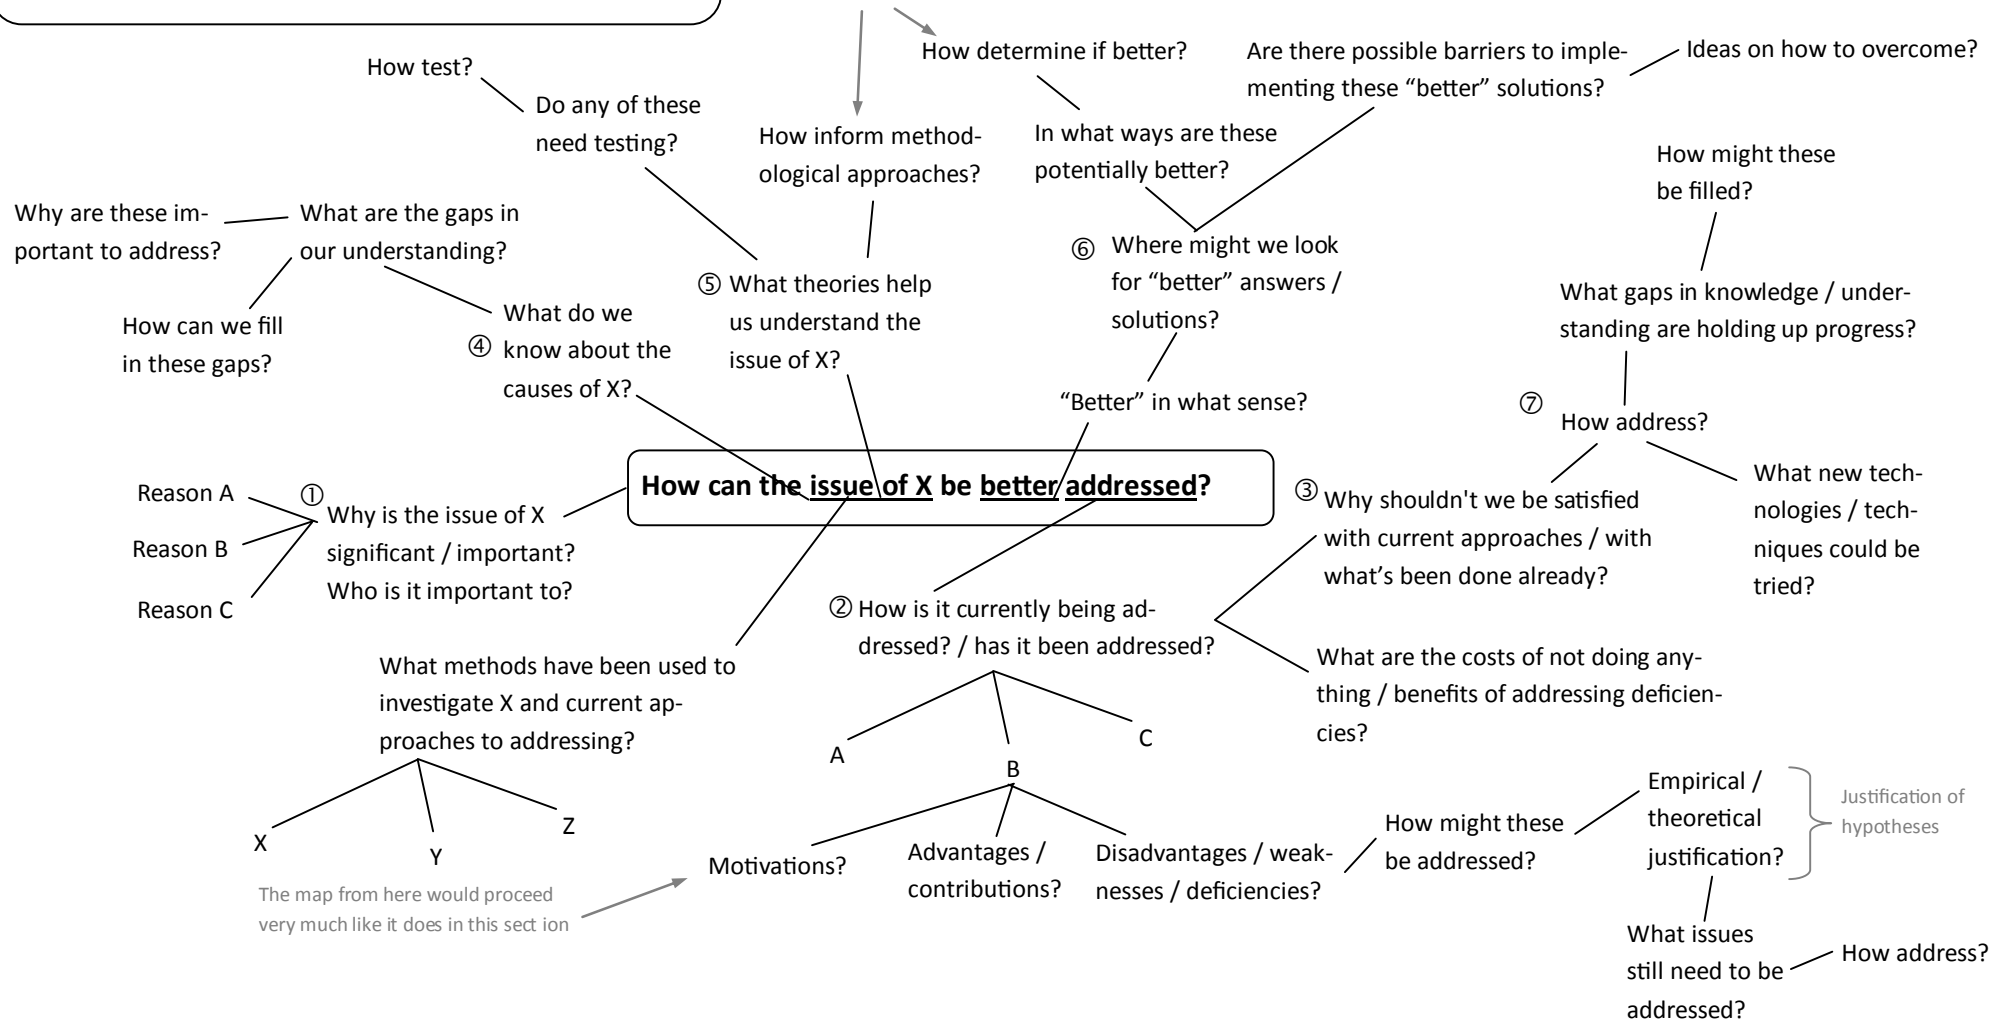 How test?
Do any of these
need testing?
How determine if better?
Are there possible barriers to imple-
menting these “better” solutions?
Ideas on how to overcome?
How inform method-
ological approaches?
In what ways are these
potentially better?
How might these
be filled?
Why are these im-
portant to address?
What are the gaps in
our understanding?
How can we fill
in these gaps?
④
What do we
know about the
causes of X?
⑤ What theories help
us understand the
issue of X?
⑥ Where might we look
for “better” answers /
solutions?
“Better” in what sense?
What gaps in knowledge / under-
standing are holding up progress?
⑦
How address?
What new tech-
nologies / tech-
niques could be
tried?
How can the issue of X be better addressed?
Reason A
Reason B
Reason C
①
Why is the issue of X
significant / important?
Who is it important to?
③ Why shouldn't we be satisfied
with current approaches / with
what’s been done already?
② How is it currently being ad-
dressed? / has it been addressed?
What are the costs of not doing any-
thing / benefits of addressing deficien-
cies?
What methods have been used to
investigate X and current ap-
proaches to addressing?
X
Y
Z
The map from here would proceed
very much like it does in this sect ion
A
B
C
Motivations?
Advantages /
contributions?
Disadvantages / weak-
nesses / deficiencies?
How might these
be addressed?
Empirical /
theoretical
justification?
Justification of
hypotheses
What issues
still need to be
addressed?
How address?